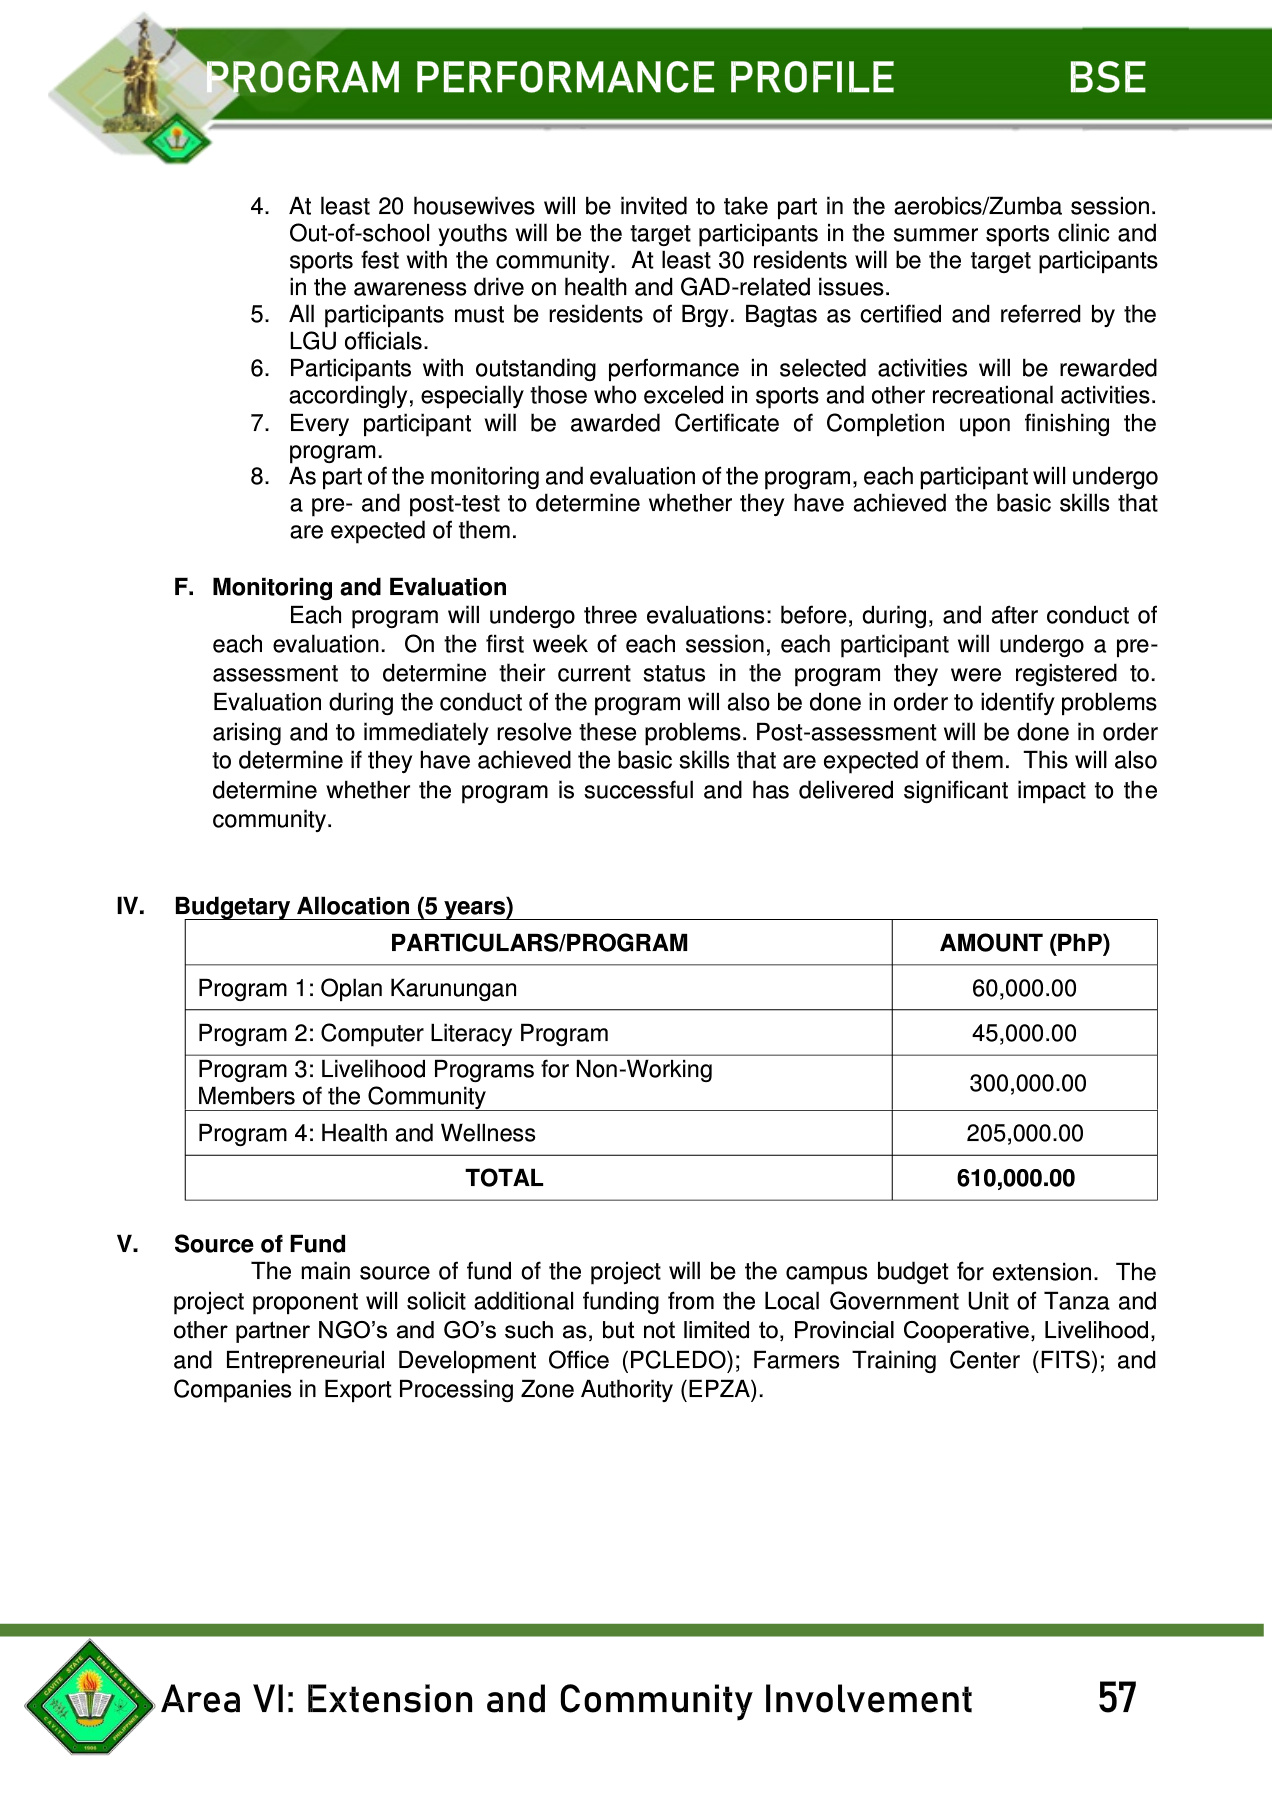 PROGRAM PERFORMANCE PROFILE BSE
4. At least 20 housewives will be invited to take part in the aerobics/Zumba session.
Out-of-school youths will be the target participants in the summer sports clinic and
sports fest with the community. At least 30 residents will be the target participants
in the awareness drive on health and GAD-related issues.
5. All participants must be residents of Brgy. Bagtas as certified and referred by the
LGU officials.
6. Participants with outstanding performance in selected activities will be rewarded
accordingly, especially those who exceled in sports and other recreational activities.
7. Every participant will be awarded Certificate of Completion upon finishing the
program.
8. As part of the monitoring and evaluation of the program, each participant will undergo
a pre- and post-test to determine whether they have achieved the basic skills that
are expected of them.
F. Monitoring and Evaluation
Each program will undergo three evaluations: before, during, and after conduct of
each evaluation. On the first week of each session, each participant will undergo a pre-
assessment to determine their current status in the program they were registered to.
Evaluation during the conduct of the program will also be done in order to identify problems
arising and to immediately resolve these problems. Post-assessment will be done in order
to determine if they have achieved the basic skills that are expected of them. This will also
determine whether the program is successful and has delivered significant impact to the
community.
IV. Budgetary Allocation (5 years)
PARTICULARS/PROGRAM AMOUNT (PhP)
Program 1: Oplan Karunungan 60,000.00
Program 2: Computer Literacy Program 45,000.00
Program 3: Livelihood Programs for Non-Working
Members of the Community 300,000.00
Program 4: Health and Wellness 205,000.00
TOTAL 610,000.00
V. Source of Fund
The main source of fund of the project will be the campus budget for extension. The
project proponent will solicit additional funding from the Local Government Unit of Tanza and
other partner NGO's and GO's such as, but not limited to, Provincial Cooperative, Livelihood,
and Entrepreneurial Development Office (PCLEDO); Farmers Training Center (FITS); and
Companies in Export Processing Zone Authority (EPZA).
CAVITE STATE UNIVERSITY
CAVITE 1906 PHILIPPINES
Area VI: Extension and Community Involvement 57